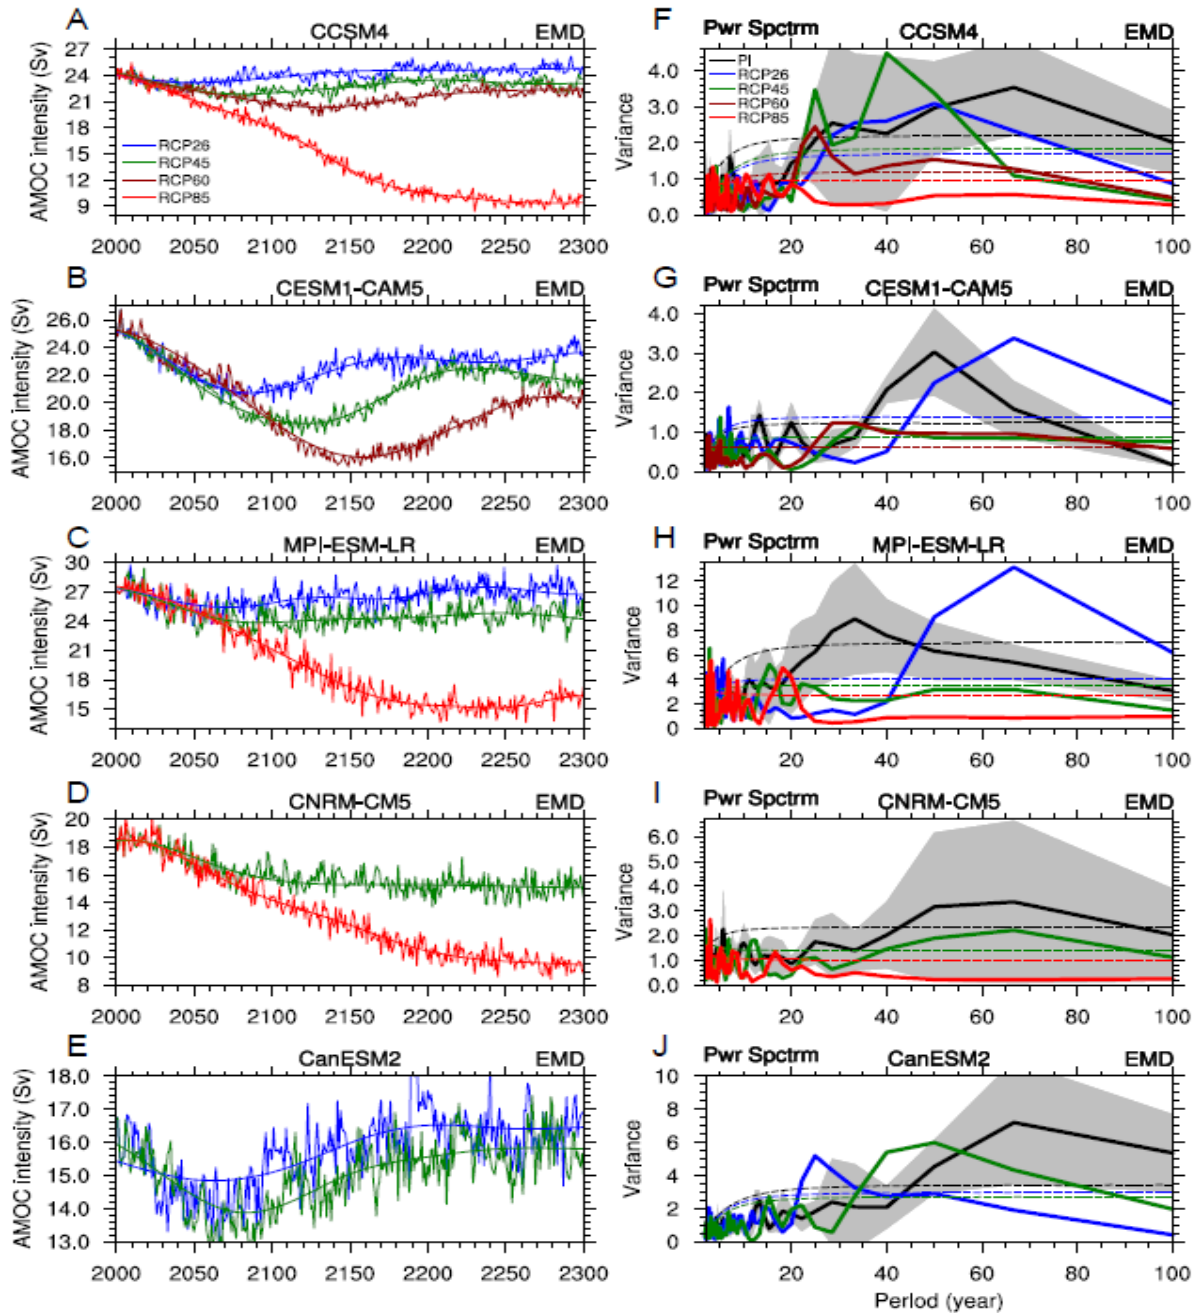 A
CCSM4
EMD
AMOC intensity (Sv)
27
24
21
18
15
12
9
RCP26
RCP45
RCP60
RCP85
2000 2050 2100 2150 2200 2250 2300
F
Pwr Spctrm
CCSM4
EMD
Variance
4.0
3.0
2.0
1.0
0.0
PI
RCP26
RCP45
RCP60
RCP85
20 40 60 80 100
B
CESM1-CAM5
EMD
AMOC intensity (Sv)
26.0
24.0
22.0
20.0
18.0
16.0
2000 2050 2100 2150 2200 2250 2300
G
Pwr Spctrm
CESM1-CAM5
EMD
Variance
4.0
3.0
2.0
1.0
0.0
20 40 60 80 100
C
MPI-ESM-LR
EMD
AMOC intensity (Sv)
30
27
24
21
18
15
2000 2050 2100 2150 2200 2250 2300
H
Pwr Spctrm
MPI-ESM-LR
EMD
Variance
12
10
8
6
4
2
0
20 40 60 80 100
D
CNRM-CM5
EMD
AMOC intensity (Sv)
20
18
16
14
12
10
8
2000 2050 2100 2150 2200 2250 2300
I
Pwr Spctrm
CNRM-CM5
EMD
Variance
6.0
5.0
4.0
3.0
2.0
1.0
0.0
20 40 60 80 100
E
CanESM2
EMD
AMOC intensity (Sv)
18.0
17.0
16.0
15.0
14.0
13.0
2000 2050 2100 2150 2200 2250 2300
J
Pwr Spctrm
CanESM2
EMD
Variance
10
8
6
4
2
0
20 40 60 80 100
Period (year)